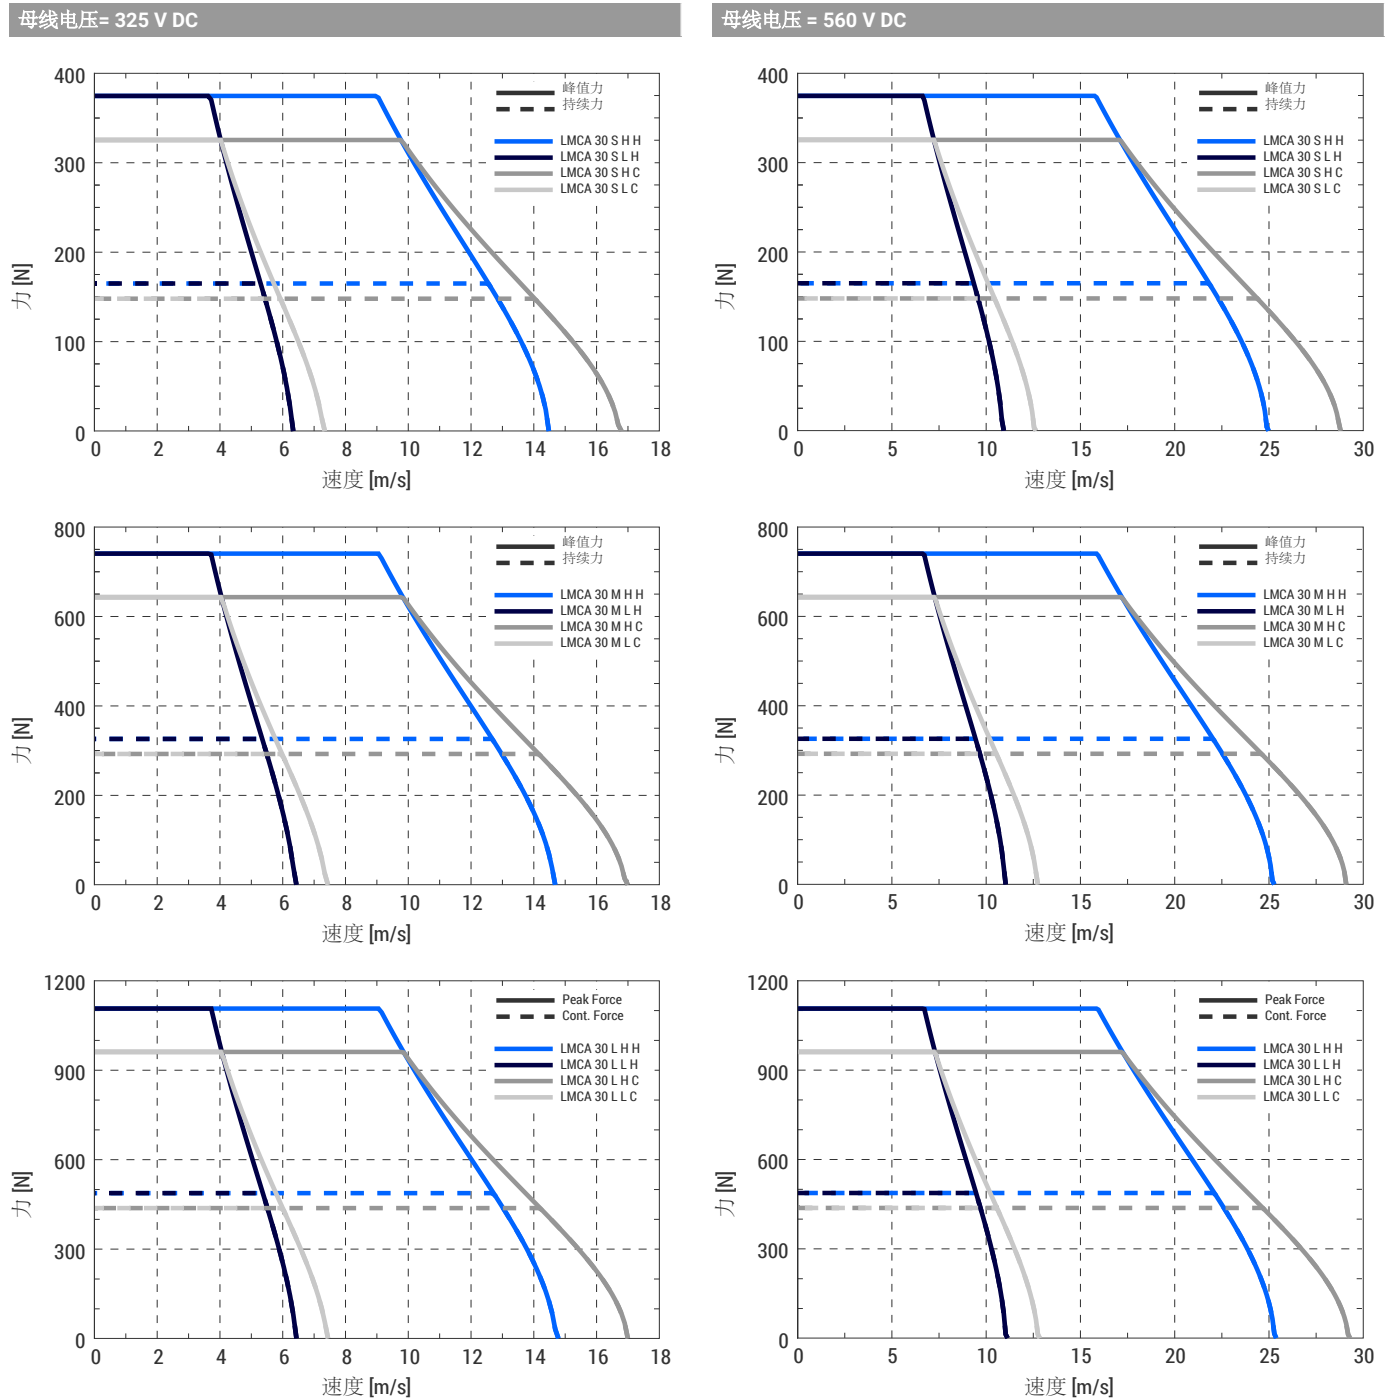 母线电压= 325 V DC
母线电压 = 560 V DC
400
300
200
100
0
力 [N]
峰值力
持续力
LMCA 30 S H H
LMCA 30 S L H
LMCA 30 S H C
LMCA 30 S L C
0 2 4 6 8 10 12 14 16 18
速度 [m/s]
400
300
200
100
0
力 [N]
峰值力
持续力
LMCA 30 S H H
LMCA 30 S L H
LMCA 30 S H C
LMCA 30 S L C
0 5 10 15 20 25 30
速度 [m/s]
800
600
400
200
0
力 [N]
峰值力
持续力
LMCA 30 M H H
LMCA 30 M L H
LMCA 30 M H C
LMCA 30 M L C
0 2 4 6 8 10 12 14 16 18
速度 [m/s]
800
600
400
200
0
力 [N]
峰值力
持续力
LMCA 30 M H H
LMCA 30 M L H
LMCA 30 M H C
LMCA 30 M L C
0 5 10 15 20 25 30
速度 [m/s]
1200
900
600
300
0
力 [N]
Peak Force
Cont. Force
LMCA 30 L H H
LMCA 30 L L H
LMCA 30 L H C
LMCA 30 L L C
0 2 4 6 8 10 12 14 16 18
速度 [m/s]
1200
900
600
300
0
力 [N]
Peak Force
Cont. Force
LMCA 30 L H H
LMCA 30 L L H
LMCA 30 L H C
LMCA 30 L L C
0 5 10 15 20 25 30
速度 [m/s]